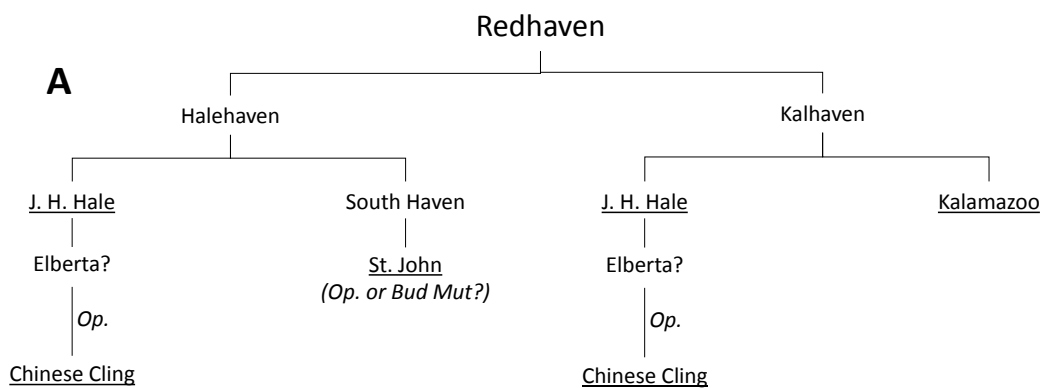 Redhaven
A
Halehaven
Kalhaven
J. H. Hale
South Haven
J. H. Hale
Kalamazoo
Elberta?
St. John
(Op. or Bud Mut?)
Elberta?
Op.
Op.
Chinese Cling
Chinese Cling